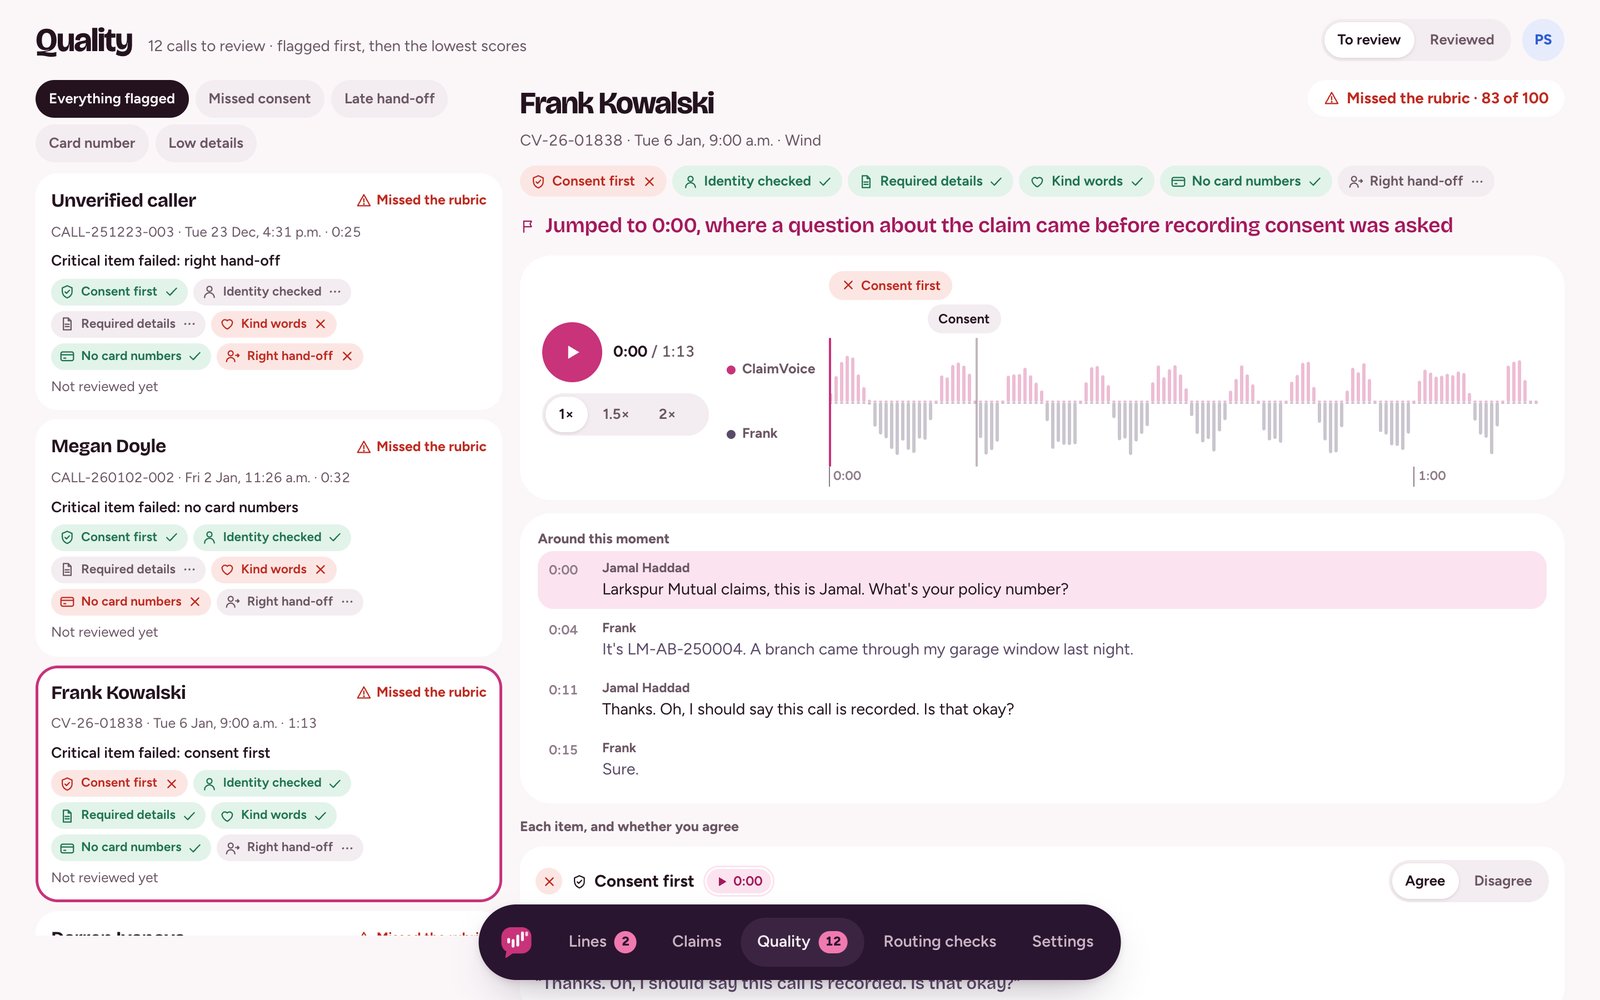 Quality
12 calls to review · flagged first, then the lowest scores
To review
Reviewed
PS
Everything flagged
Missed consent
Late hand-off
Card number
Low details
Unverified caller
Missed the rubric
CALL-251223-003 · Tue 23 Dec, 4:31 p.m. · 0:25
Critical item failed: right hand-off
Consent first
Identity checked
Required details
Kind words
No card numbers
Right hand-off
Not reviewed yet
Megan Doyle
Missed the rubric
CALL-260102-002 · Fri 2 Jan, 11:26 a.m. · 0:32
Critical item failed: no card numbers
Consent first
Identity checked
Required details
Kind words
No card numbers
Right hand-off
Not reviewed yet
Frank Kowalski
Missed the rubric
CV-26-01838 · Tue 6 Jan, 9:00 a.m. · 1:13
Critical item failed: consent first
Consent first
Identity checked
Required details
Kind words
No card numbers
Right hand-off
Not reviewed yet
Frank Kowalski
Missed the rubric · 83 of 100
CV-26-01838 · Tue 6 Jan, 9:00 a.m. · Wind
Consent first
Identity checked
Required details
Kind words
No card numbers
Right hand-off
Jumped to 0:00, where a question about the claim came before recording consent was asked
Consent first
Consent
0:00 / 1:13
1×
1.5×
2×
ClaimVoice
Frank
0:00
1:00
Around this moment
0:00
Jamal Haddad
Larkspur Mutual claims, this is Jamal. What's your policy number?
0:04
Frank
It's LM-AB-250004. A branch came through my garage window last night.
0:11
Jamal Haddad
Thanks. Oh, I should say this call is recorded. Is that okay?
0:15
Frank
Sure.
Each item, and whether you agree
Consent first
0:00
Agree
Disagree
"Thanks. Oh, I should say this call is recorded. Is that okay?"
Lines 2
Claims
Quality 12
Routing checks
Settings